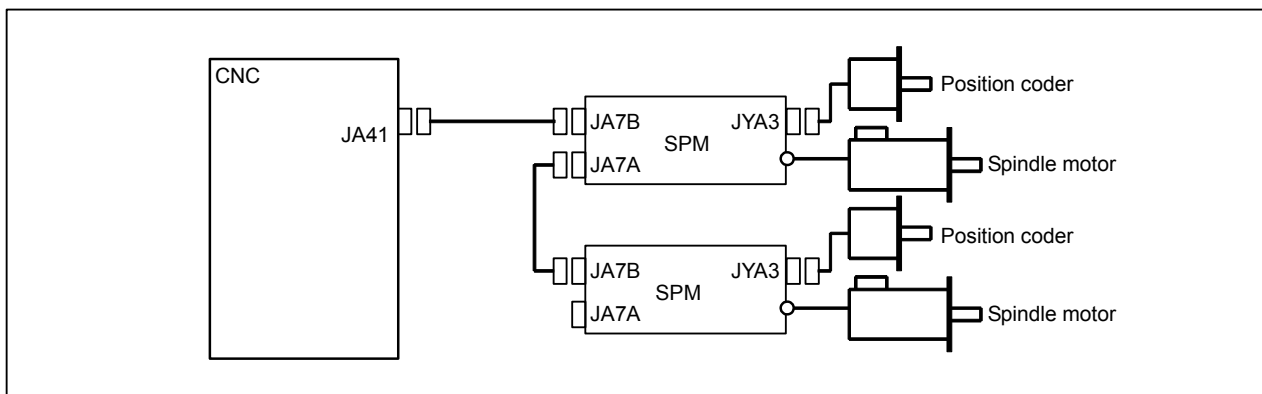 CNC
JA41
JA7B
JYA3
SPM
JA7A
Position coder
Spindle motor
JA7B
JYA3
SPM
JA7A
Position coder
Spindle motor